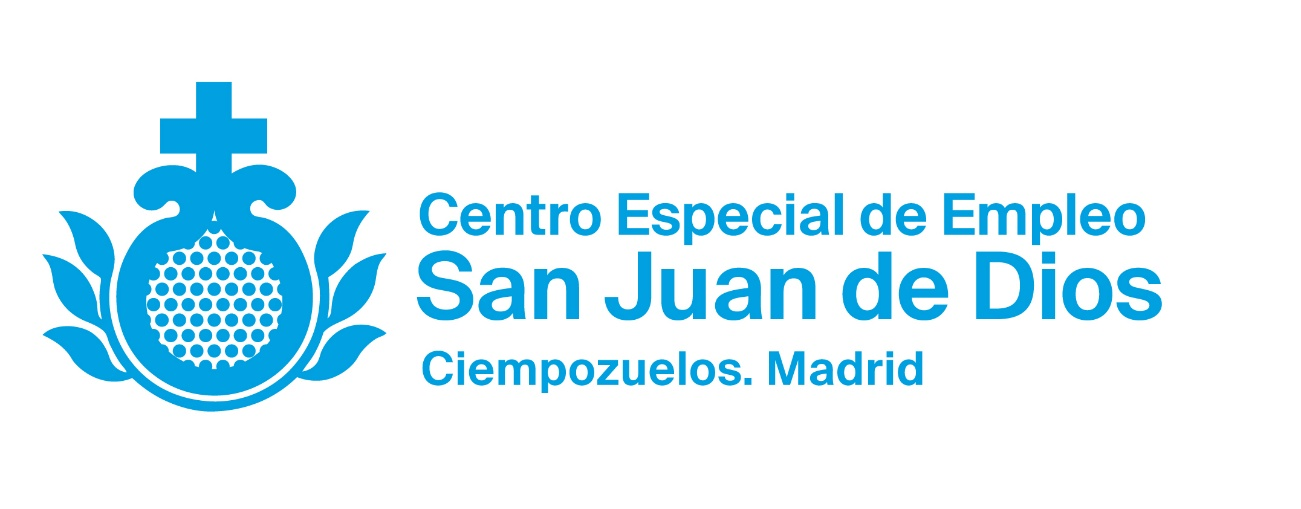 Centro Especial de Empleo
San Juan de Dios
Ciempozuelos. Madrid